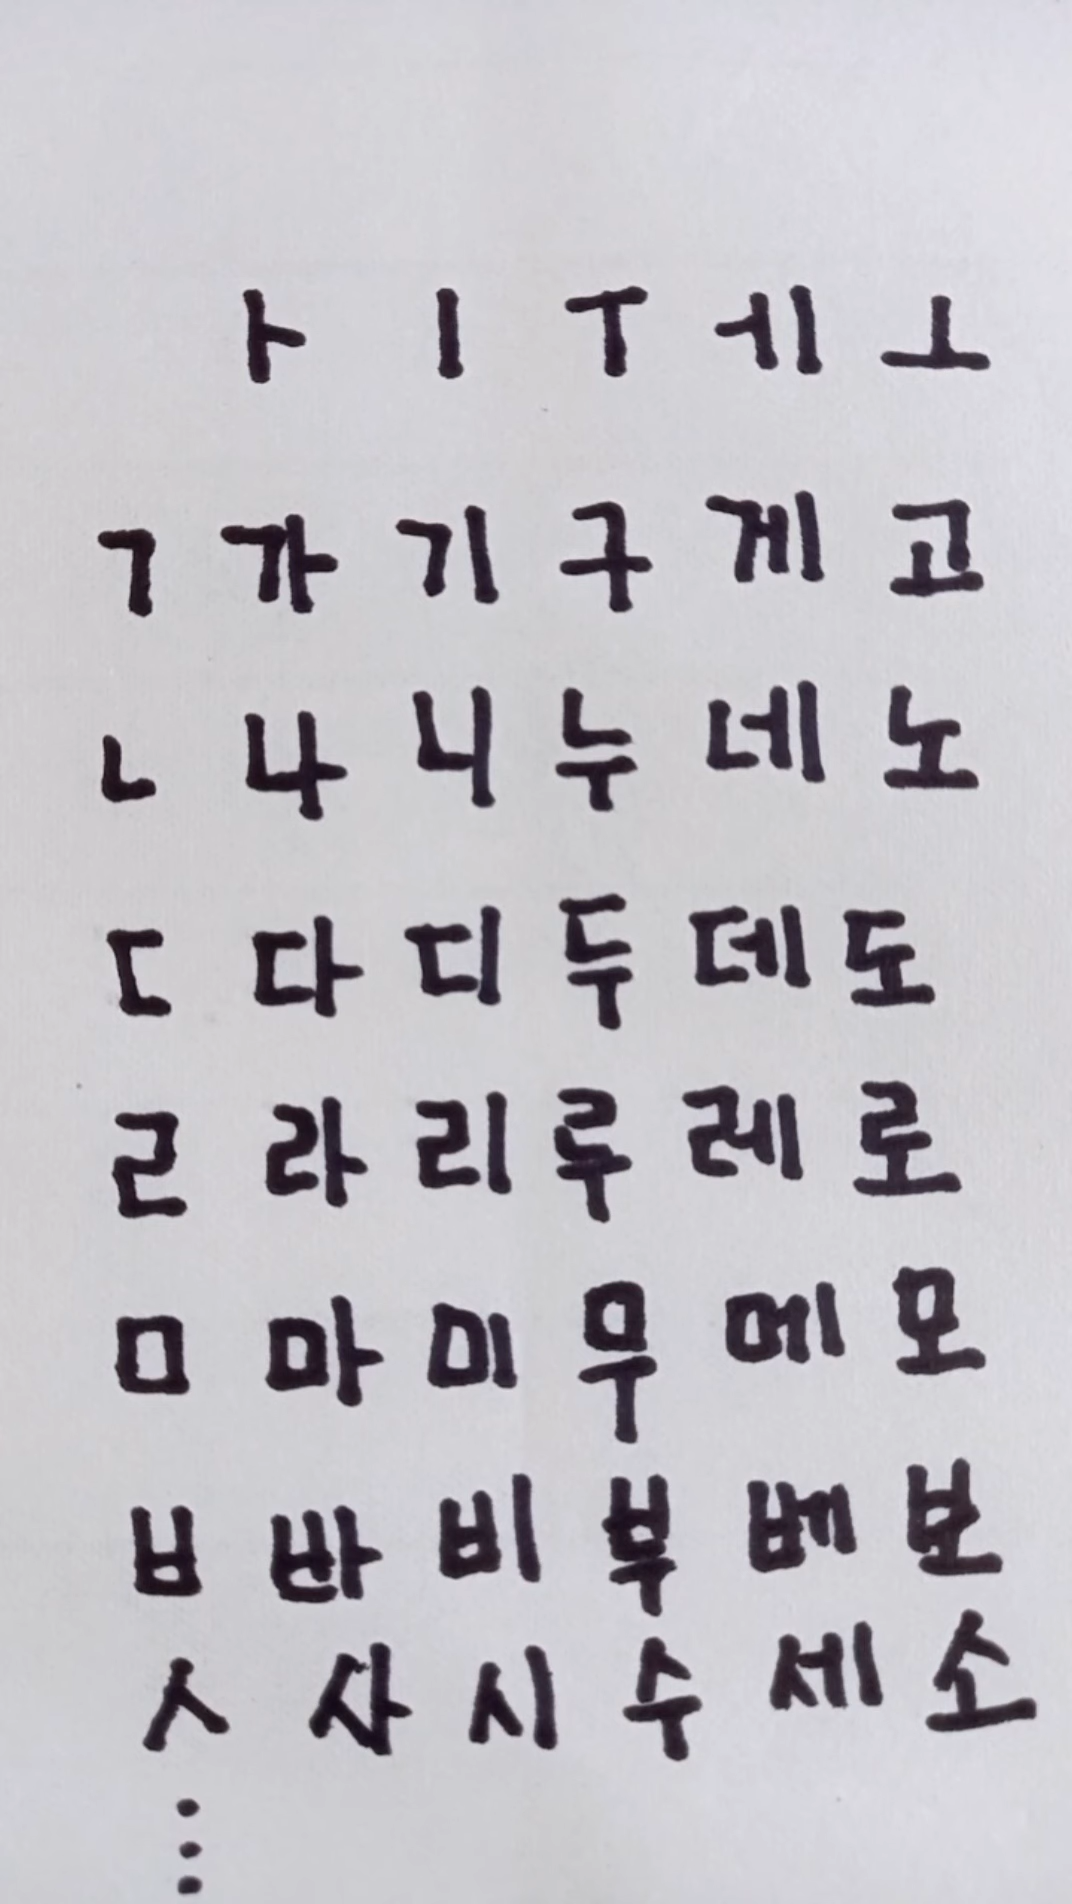 ㅏ ㅣ ㅜ ㅔ ㅗ
ㄱ 가 기 구 게 고
ㄴ 나 니 누 네 노
ㄷ 다 디 두 데 도
ㄹ 라 리 루 레 로
ㅁ 마 미 무 메 모
ㅂ 바 비 부 베 보
ㅅ 사 시 수 세 소
⋮